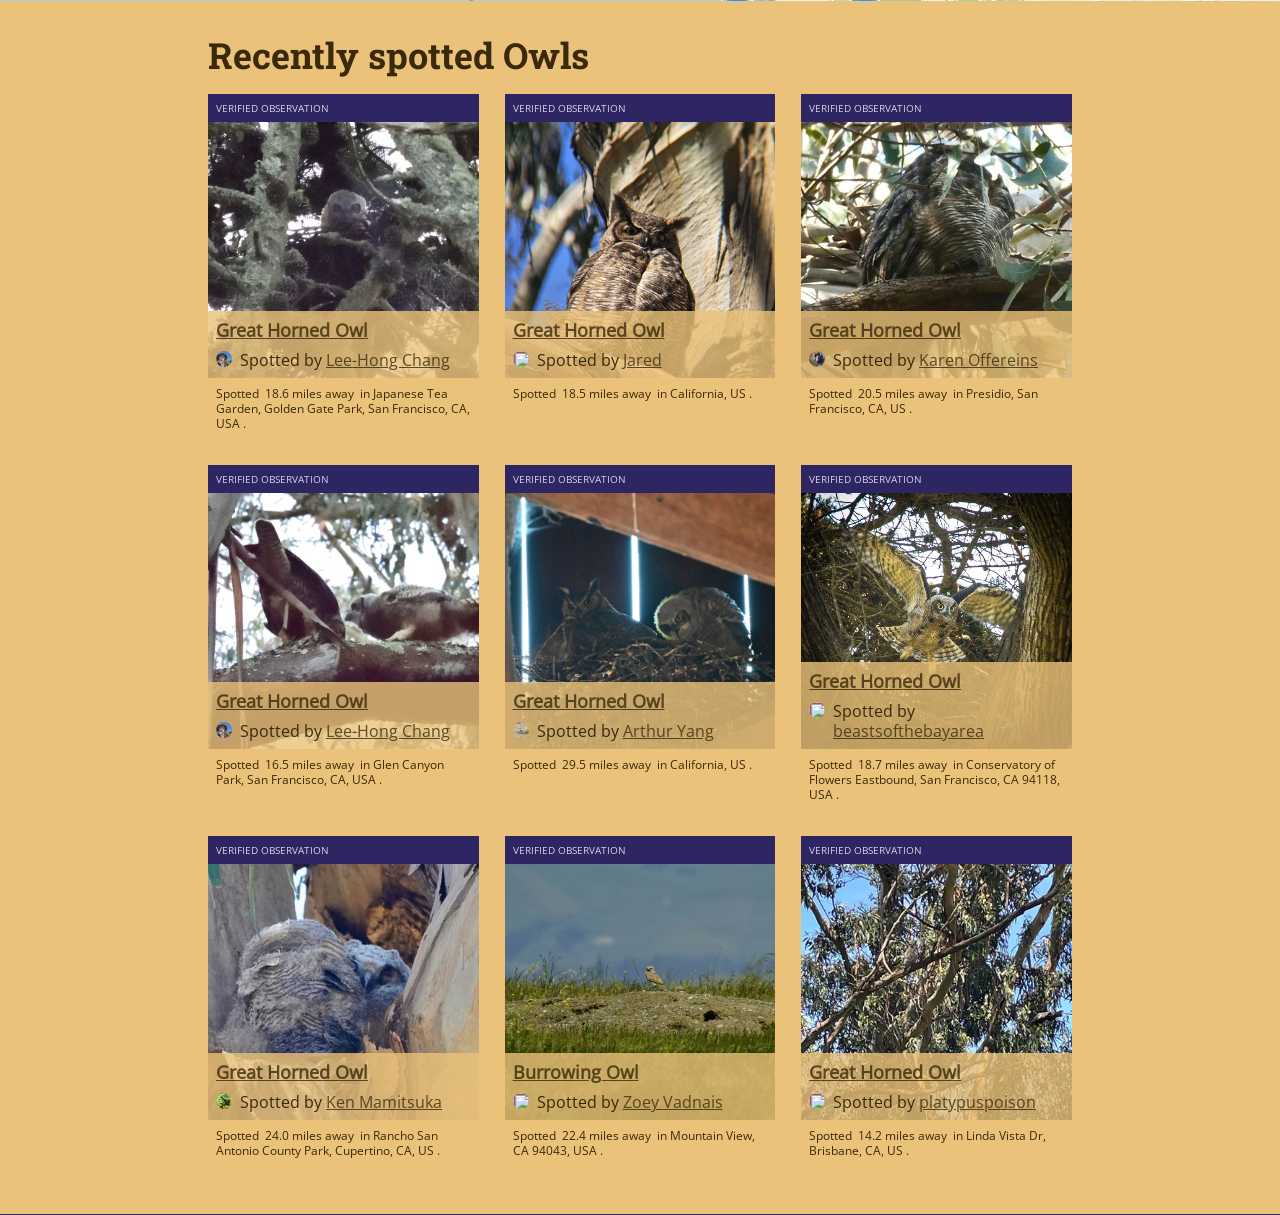 Recently spotted Owls
VERIFIED OBSERVATION
Great Horned Owl
Spotted by Lee-Hong Chang
Spotted 18.6 miles away in Japanese Tea
Garden, Golden Gate Park, San Francisco, CA,
USA .
VERIFIED OBSERVATION
Great Horned Owl
Spotted by Jared
Spotted 18.5 miles away in California, US .
VERIFIED OBSERVATION
Great Horned Owl
Spotted by Karen Offereins
Spotted 20.5 miles away in Presidio, San
Francisco, CA, US .
VERIFIED OBSERVATION
Great Horned Owl
Spotted by Lee-Hong Chang
Spotted 16.5 miles away in Glen Canyon
Park, San Francisco, CA, USA .
VERIFIED OBSERVATION
Great Horned Owl
Spotted by Arthur Yang
Spotted 29.5 miles away in California, US .
VERIFIED OBSERVATION
Great Horned Owl
Spotted by
beastsofthebayarea
Spotted 18.7 miles away in Conservatory of
Flowers Eastbound, San Francisco, CA 94118,
USA .
VERIFIED OBSERVATION
Great Horned Owl
Spotted by Ken Mamitsuka
Spotted 24.0 miles away in Rancho San
Antonio County Park, Cupertino, CA, US .
VERIFIED OBSERVATION
Burrowing Owl
Spotted by Zoey Vadnais
Spotted 22.4 miles away in Mountain View,
CA 94043, USA .
VERIFIED OBSERVATION
Great Horned Owl
Spotted by platypuspoison
Spotted 14.2 miles away in Linda Vista Dr,
Brisbane, CA, US .